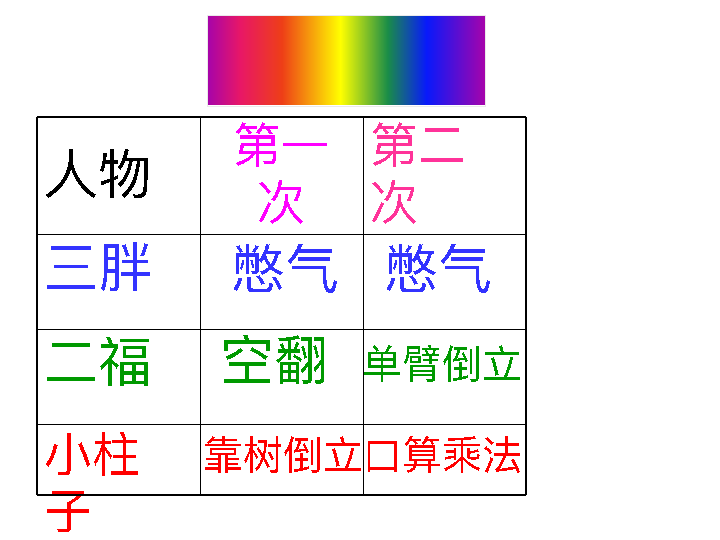 人物 第一次 第二次
三胖 憋气 憋气
二福 空翻 单臂倒立
小柱子 靠树倒立 口算乘法